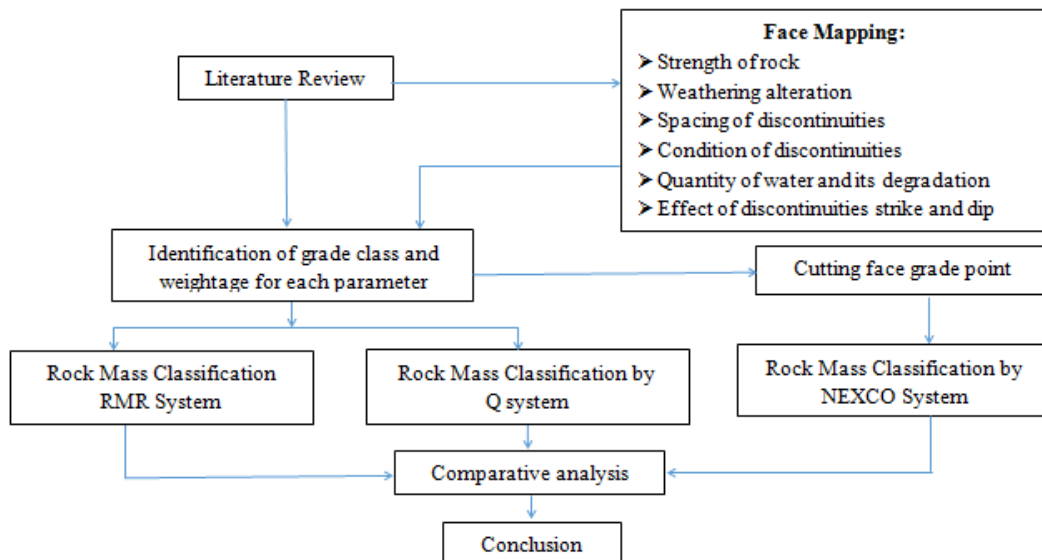 Literature Review
Face Mapping:
➤ Strength of rock
➤ Weathering alteration
➤ Spacing of discontinuities
➤ Condition of discontinuities
➤ Quantity of water and its degradation
➤ Effect of discontinuities strike and dip
Identification of grade class and
weightage for each parameter
Cutting face grade point
Rock Mass Classification
RMR System
Rock Mass Classification by
Q system
Rock Mass Classification by
NEXCO System
Comparative analysis
Conclusion